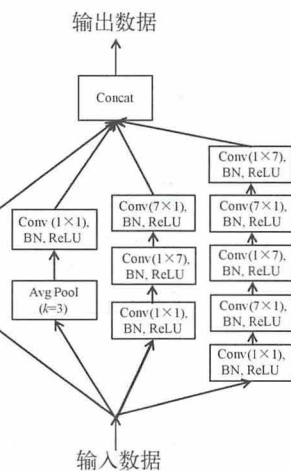 输出数据
Concat
Conv (1×1),
BN, ReLU
Avg Pool
(k=3)
Conv(7×1),
BN, ReLU
Conv(1×7),
BN, ReLU
Conv(1×1),
BN, ReLU
Conv(1×7),
BN, ReLU
Conv(7×1),
BN, ReLU
Conv(1×7),
BN, ReLU
Conv(7×1),
BN, ReLU
Conv(1×1),
BN, ReLU
输入数据